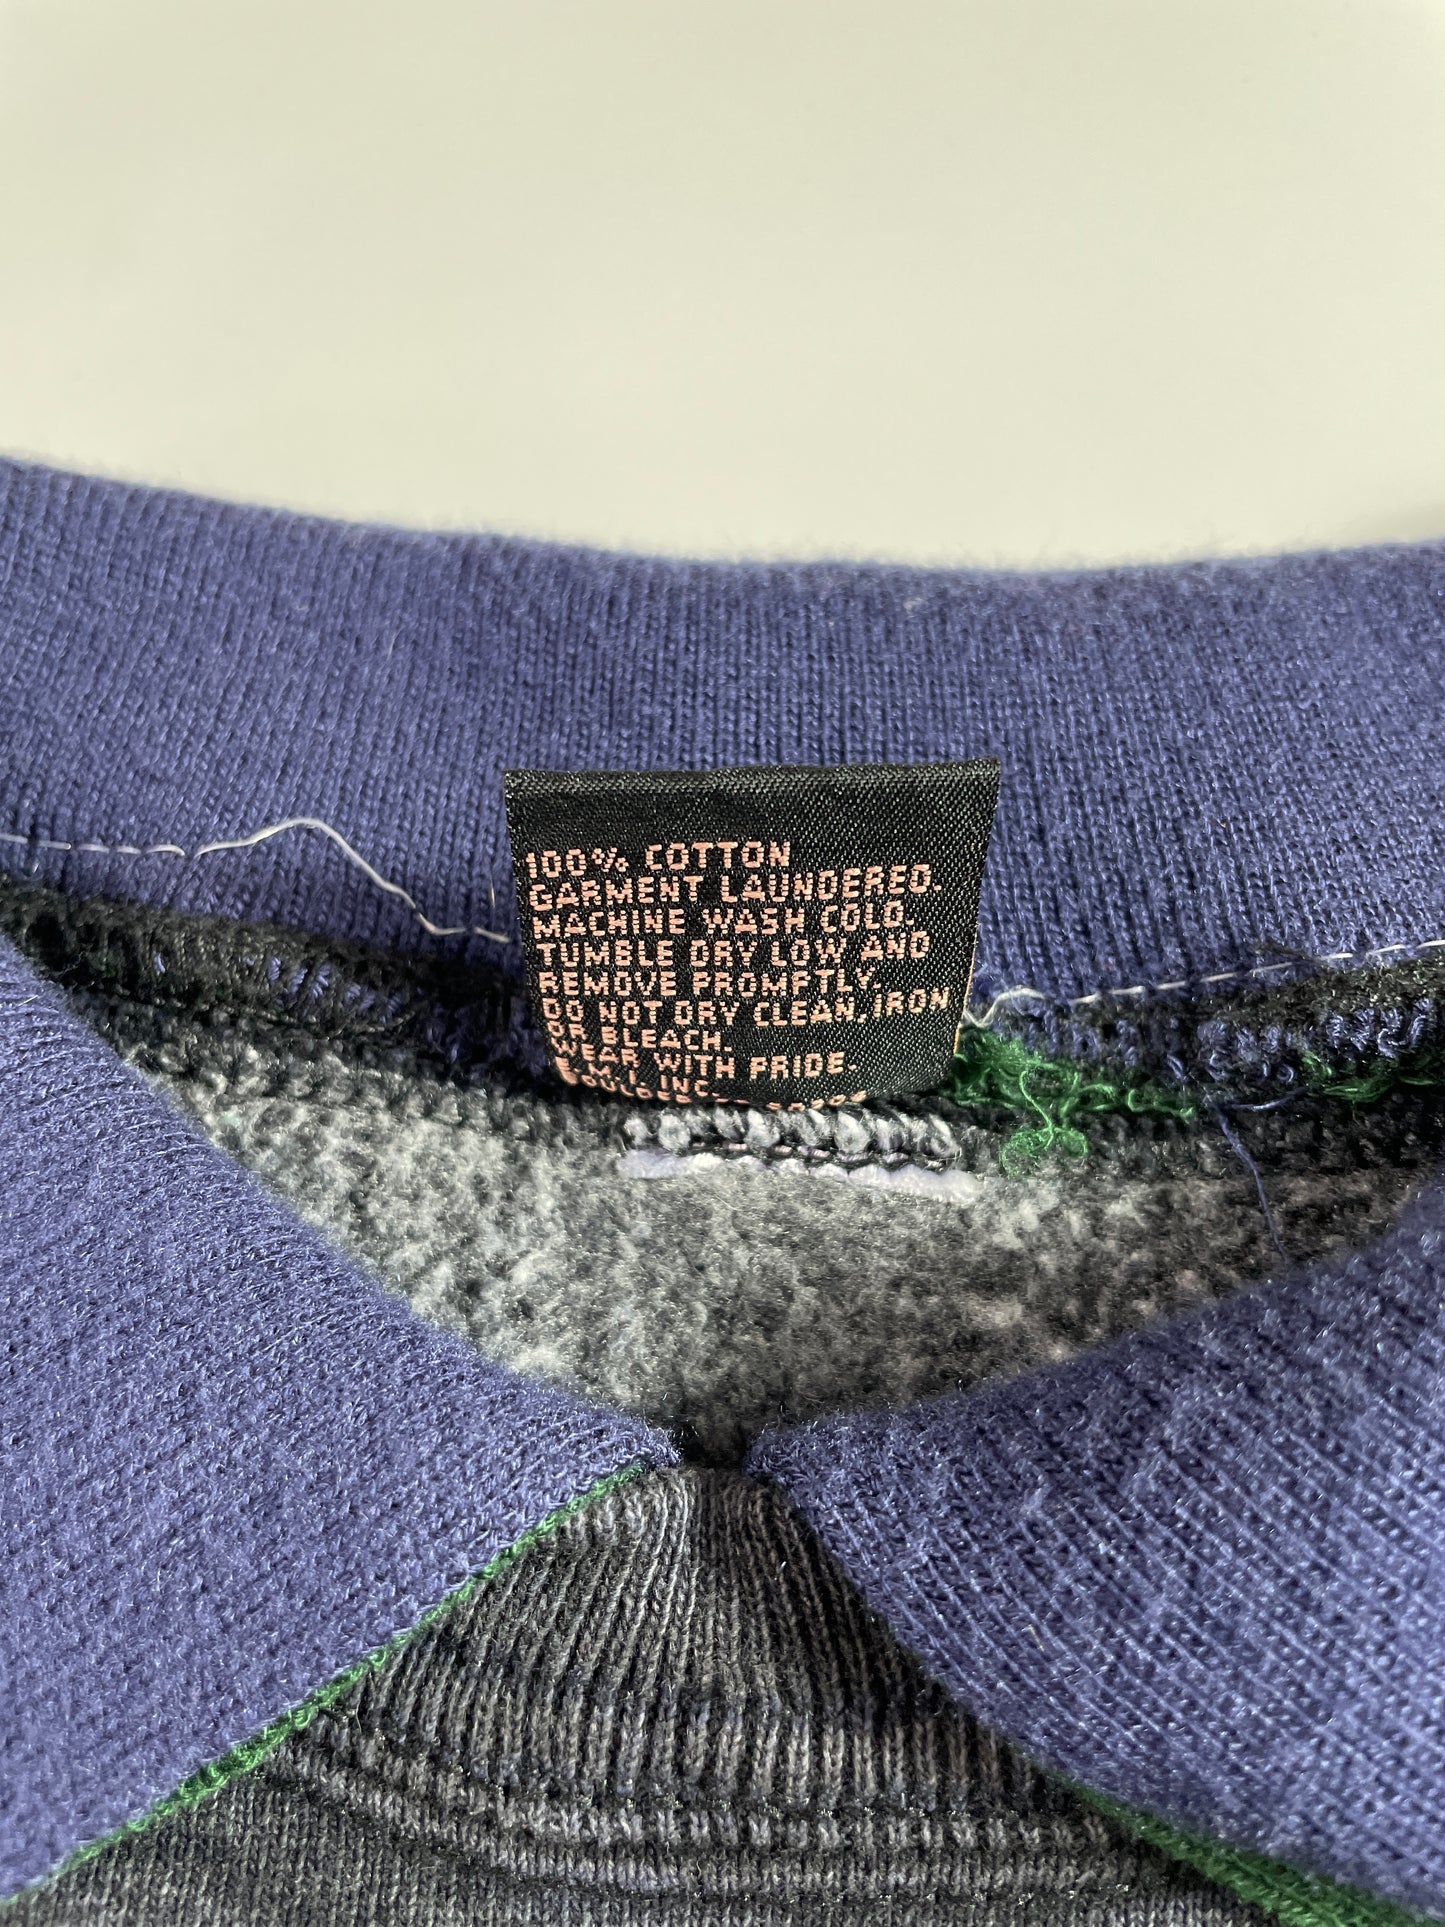 100% COTTON
GARMENT LAUNDERED.
MACHINE WASH COLD.
TUMBLE DRY LOW AND
REMOVE PROMPTLY.
DO NOT DRY CLEAN, IRON
OR BLEACH.
WEAR WITH PRIDE.
INC